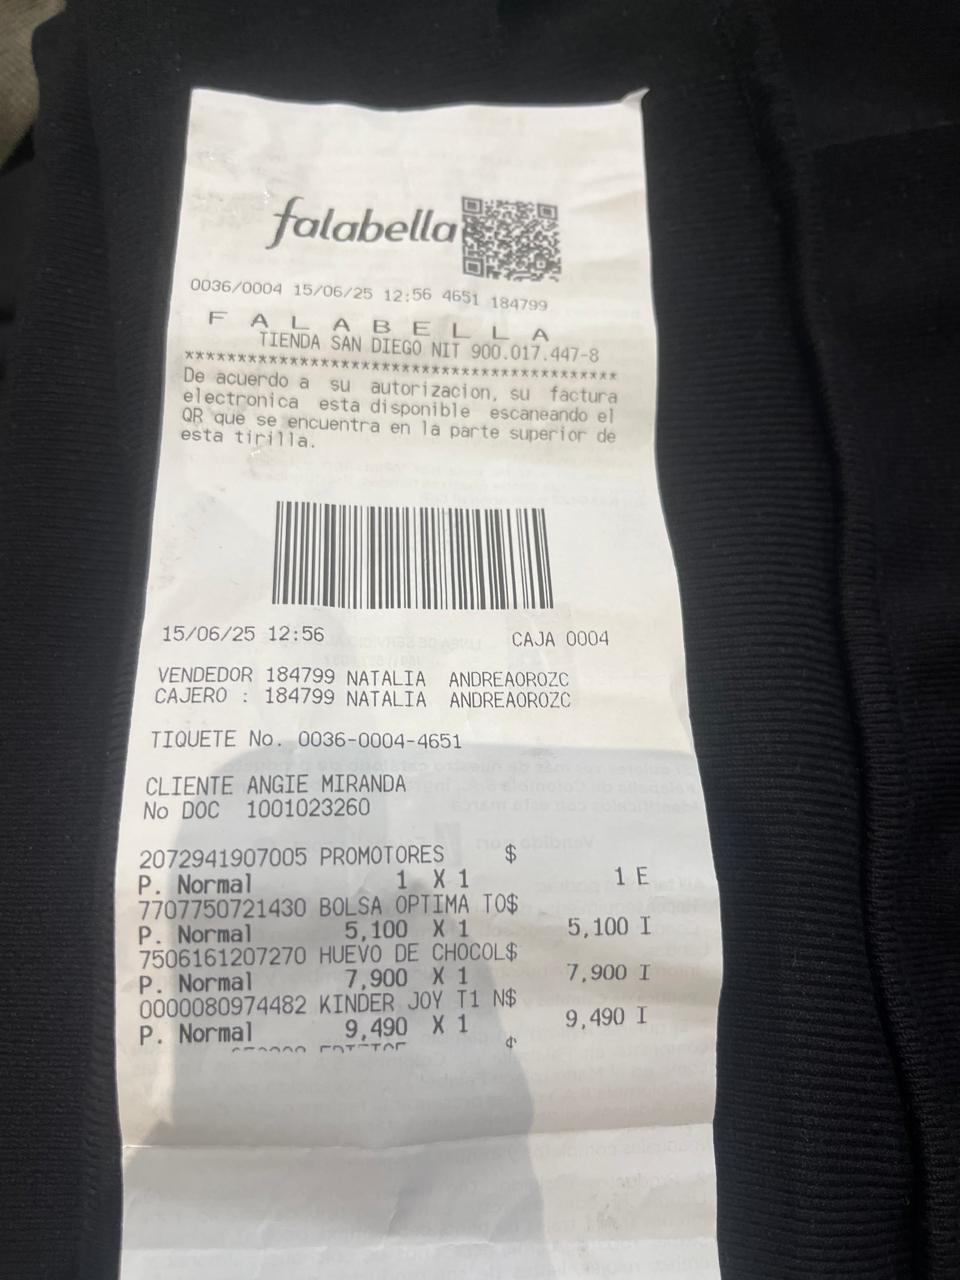 falabella
0036/0004 15/06/25 12:56 4651 184799
F A L A B E L L A
TIENDA SAN DIEGO NIT 900.017.447-8
******************************************
De acuerdo a su autorizacion, su factura
electronica esta disponible escaneando el
QR que se encuentra en la parte superior de
esta tirilla.
15/06/25 12:56 CAJA 0004
VENDEDOR 184799 NATALIA ANDREAOROZC
CAJERO : 184799 NATALIA ANDREAOROZC
TIQUETE No. 0036-0004-4651
CLIENTE ANGIE MIRANDA
No DOC 1001023260
2072941907005 PROMOTORES $
P. Normal 1 X 1 1 E
7707750721430 BOLSA OPTIMA TO$
P. Normal 5,100 X 1 5,100 I
7506161207270 HUEVO DE CHOCOL$
P. Normal 7,900 X 1 7,900 I
0000080974482 KINDER JOY T1 N$
P. Normal 9,490 X 1 9,490 I